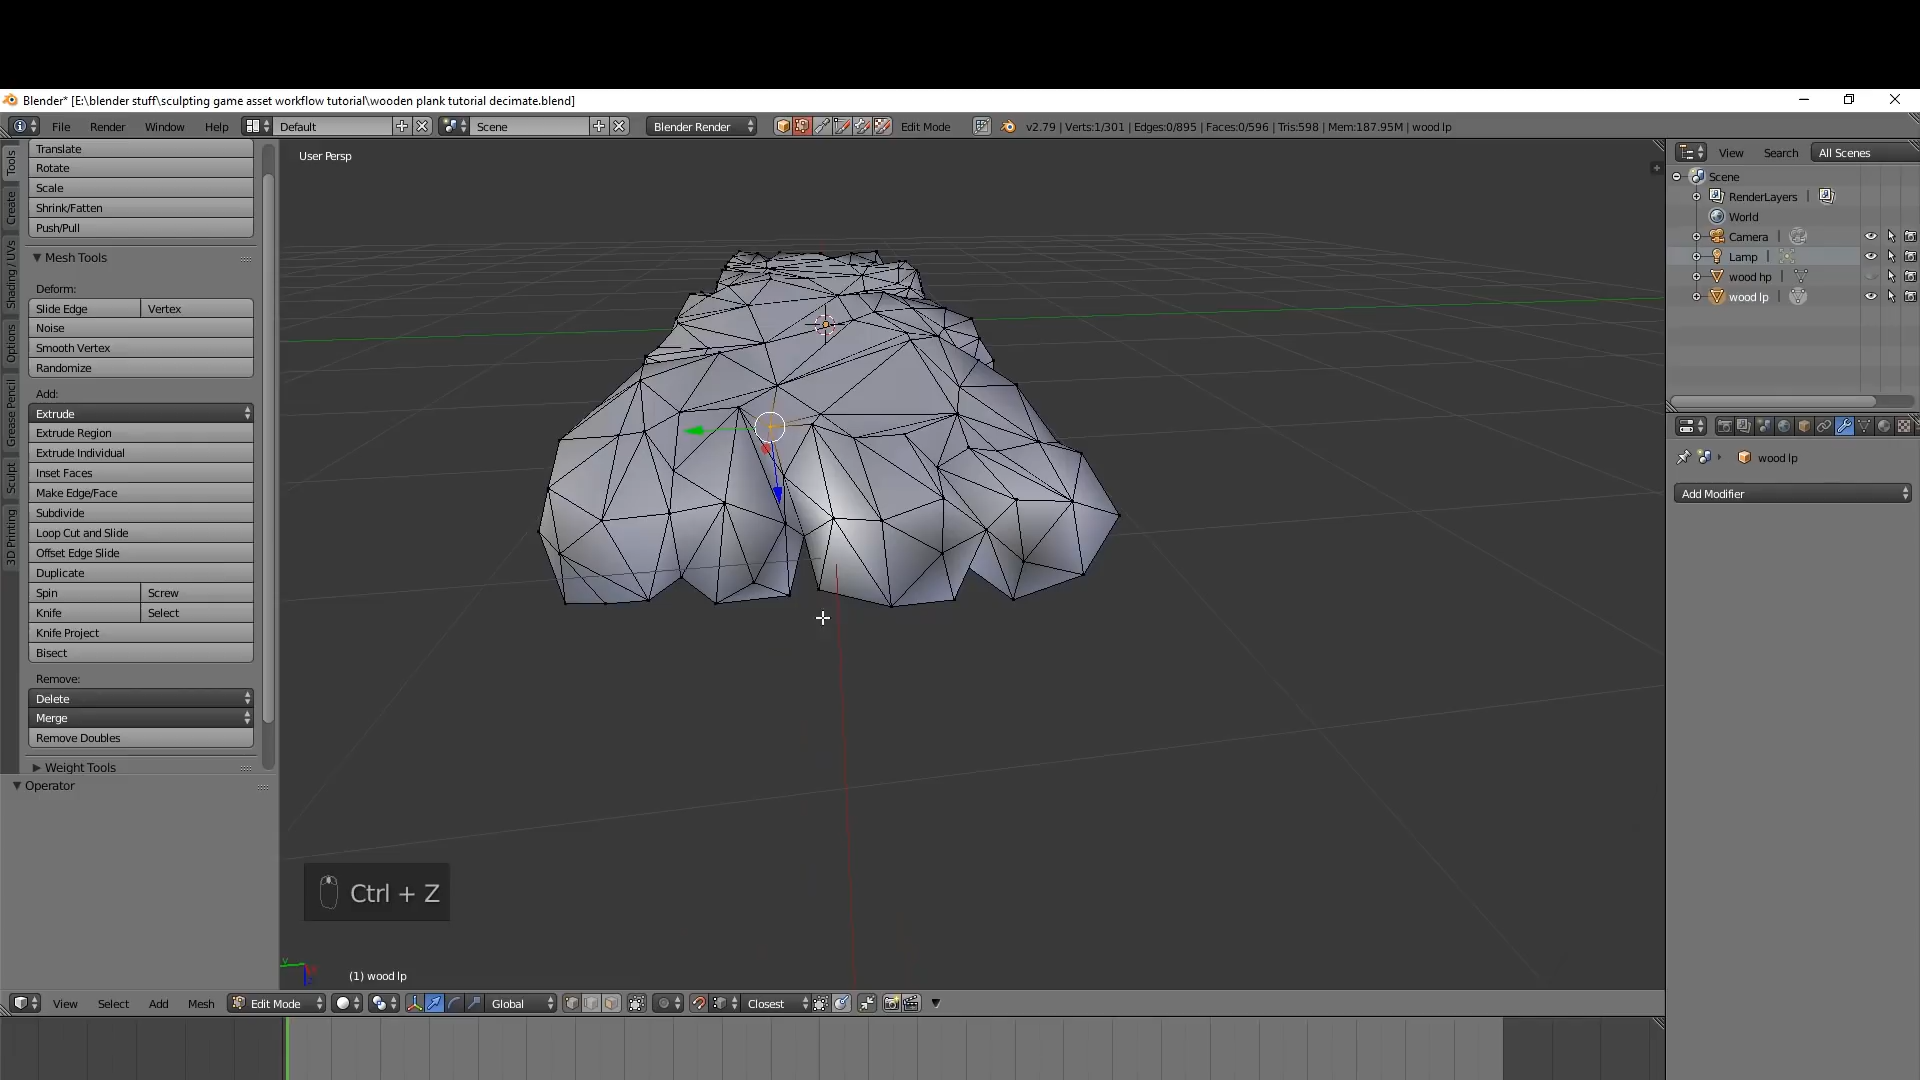 Blender* [E:\blender stuff\sculpting game asset workflow tutorial\wooden plank tutorial decimate.blend]
File Render Window Help Default Scene Blender Render Edit Mode v2.79 | Verts:1/301 | Edges:0/895 | Faces:0/596 | Tris:598 | Mem:187.95M | wood lp
Tools
Create
Shading / UVs
Options
Grease Pencil
Sculpt
3D Printing
Translate
Rotate
Scale
Shrink/Fatten
Push/Pull
Mesh Tools
Deform:
Slide Edge Vertex
Noise
Smooth Vertex
Randomize
Add:
Extrude
Extrude Region
Extrude Individual
Inset Faces
Make Edge/Face
Subdivide
Loop Cut and Slide
Offset Edge Slide
Duplicate
Spin Screw
Knife Select
Knife Project
Bisect
Remove:
Delete
Merge
Remove Doubles
Weight Tools
Operator
User Persp
Ctrl + Z
y
(1) wood lp
View Select Add Mesh Edit Mode Global Closest
View Search All Scenes
Scene
RenderLayers |
World
Camera |
Lamp |
wood hp |
wood lp |
wood lp
Add Modifier